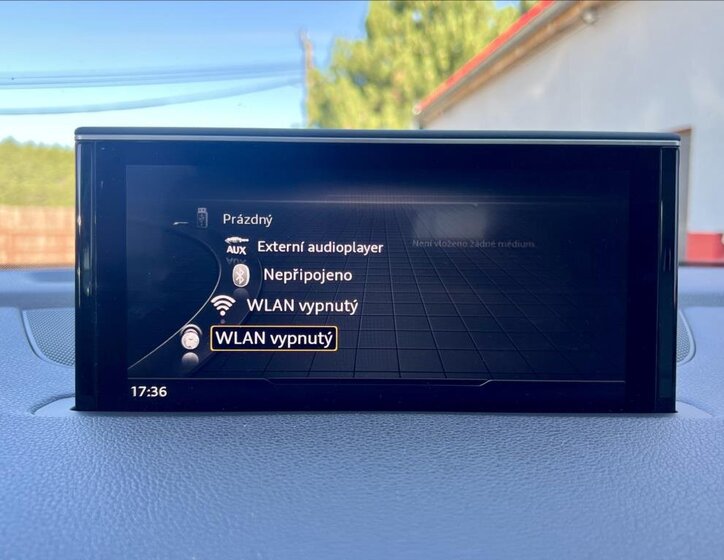 Prázdný
Není vloženo žádné médium.
AUX
Externí audioplayer
Nepřipojeno
WLAN vypnutý
WLAN vypnutý
17:36